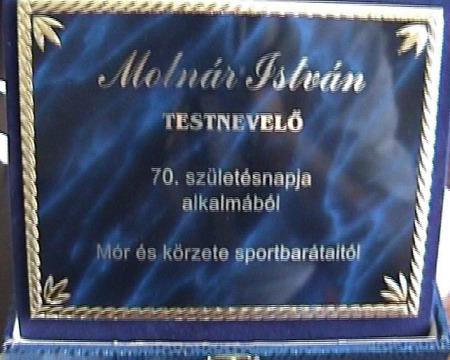 Molnár István
TESTNEVELŐ
70. születésnapja
alkalmából
Mór és körzete sportbarátaitól